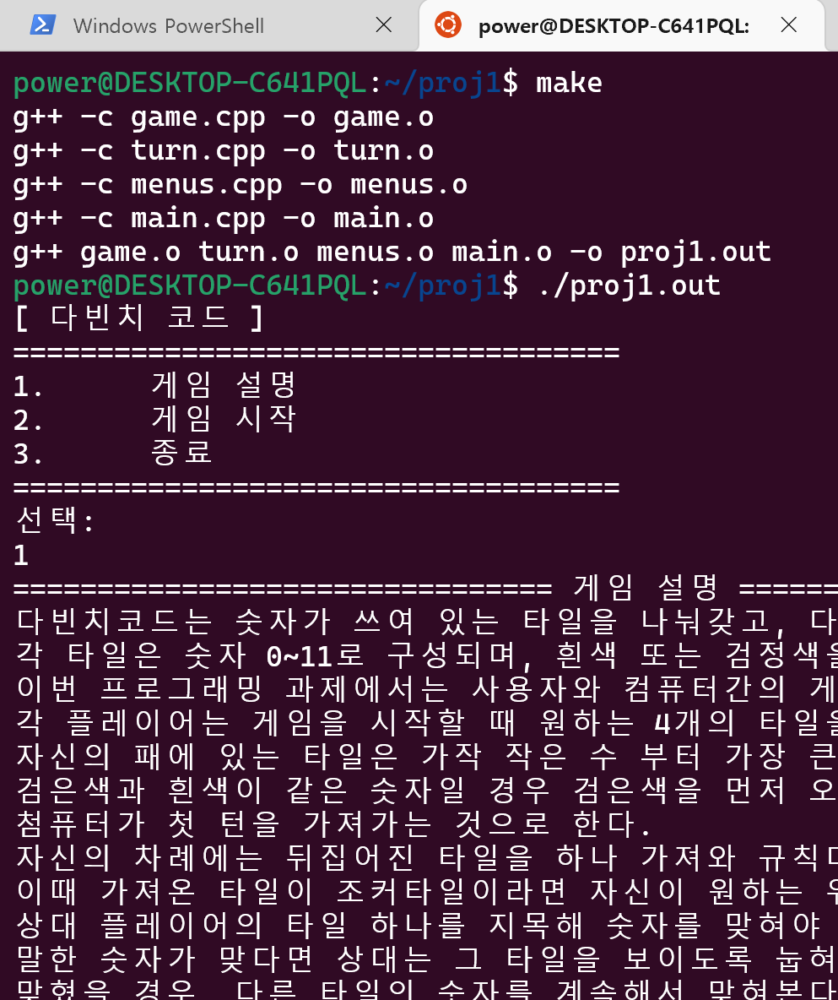 Windows PowerShell
power@DESKTOP-C641PQL:
power@DESKTOP-C641PQL:~/proj1$ make
g++ -c game.cpp -o game.o
g++ -c turn.cpp -o turn.o
g++ -c menus.cpp -o menus.o
g++ -c main.cpp -o main.o
g++ game.o turn.o menus.o main.o -o proj1.out
power@DESKTOP-C641PQL:~/proj1$ ./proj1.out
[ 다빈치 코드 ]
====================================
1. 게임 설명
2. 게임 시작
3. 종료
====================================
선택:
1
================================ 게임 설명 ======
다빈치코드는 숫자가 쓰여 있는 타일을 나눠갖고, 다
각 타일은 숫자 0~11로 구성되며, 흰색 또는 검정색을
이번 프로그래밍 과제에서는 사용자와 컴퓨터간의 게
각 플레이어는 게임을 시작할 때 원하는 4개의 타일을
자신의 패에 있는 타일은 가작 작은 수 부터 가장 큰
검은색과 흰색이 같은 숫자일 경우 검은색을 먼저 오
첨퓨터가 첫 턴을 가져가는 것으로 한다.
자신의 차례에는 뒤집어진 타일을 하나 가져와
이때 가져온 타일이 조커타일이라면 자신이 원하는
상대 플레이어의 타일 하나를 지목해 숫자를 맞혀야
말한 숫자가 맞다면 상대는 그 타일을 보이도록 눕혀
맞혔을 경우, 다른 타일의 숫자를 계속해서 맞혀본다